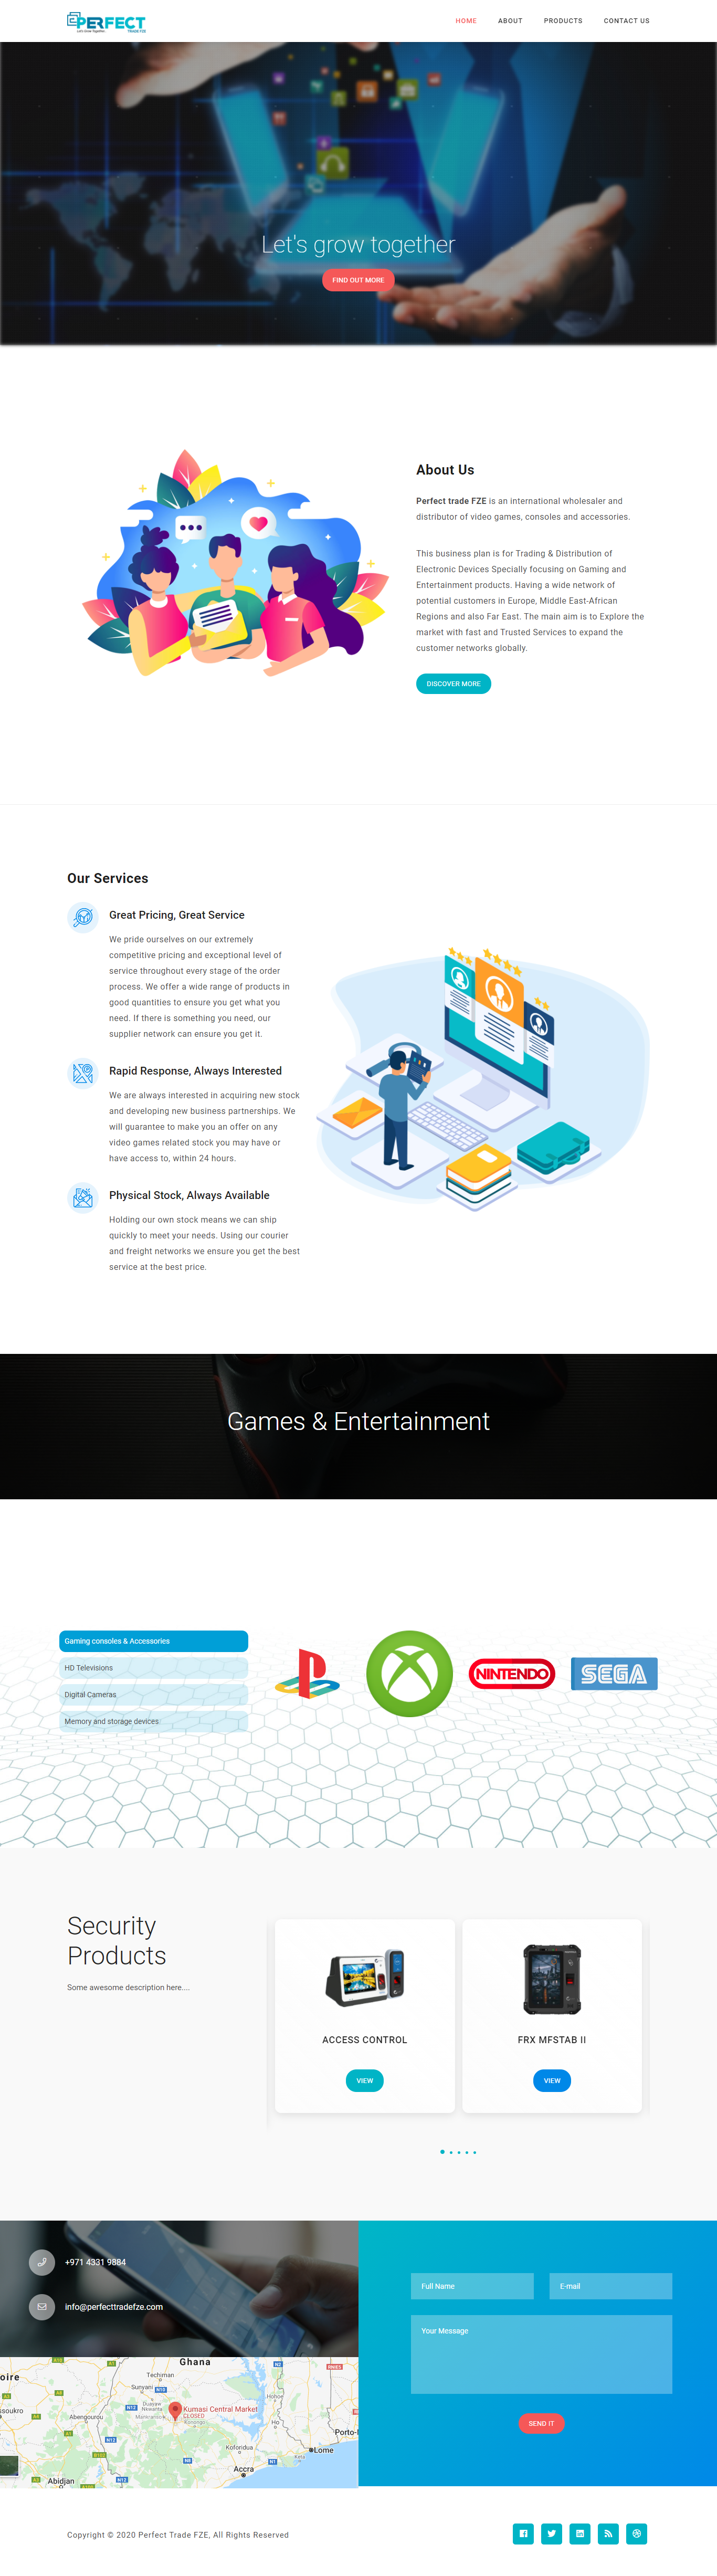 PERFECT
Let's Grow Together
TRADE FZE
HOME
ABOUT
PRODUCTS
CONTACT US
Let's grow together
FIND OUT MORE
About Us
Perfect trade FZE is an international wholesaler and
distributor of video games, consoles and accessories.
This business plan is for Trading & Distribution of
Electronic Devices Specially focusing on Gaming and
Entertainment products. Having a wide network of
potential customers in Europe, Middle East-African
Regions and also Far East. The main aim is to Explore the
market with fast and Trusted Services to expand the
customer networks globally.
DISCOVER MORE
Our Services
Great Pricing, Great Service
We pride ourselves on our extremely
competitive pricing and exceptional level of
service throughout every stage of the order
process. We offer a wide range of products in
good quantities to ensure you get what you
need. If there is something you need, our
supplier network can ensure you get it.
Rapid Response, Always Interested
We are always interested in acquiring new stock
and developing new business partnerships. We
will guarantee to make you an offer on any
video games related stock you may have or
have access to, within 24 hours.
Physical Stock, Always Available
Holding our own stock means we can ship
quickly to meet your needs. Using our courier
and freight networks we ensure you get the best
service at the best price.
Games & Entertainment
Gaming consoles & Accessories
HD Televisions
Digital Cameras
Memory and storage devices
NINTENDO
SEGA
Security
Products
Some awesome description here....
ACCESS CONTROL
VIEW
FRX MFSTAB II
VIEW
+971 4331 9884
info@perfecttradefze.com
Full Name
E-mail
Your Message
SEND IT
Ghana
oire
Techiman
Sunyani
Kumasi Central Market
CLOSED
Abengourou
Koforidua
Ho
Porto-
Lome
Accra
Abidjan
Copyright © 2020 Perfect Trade FZE, All Rights Reserved